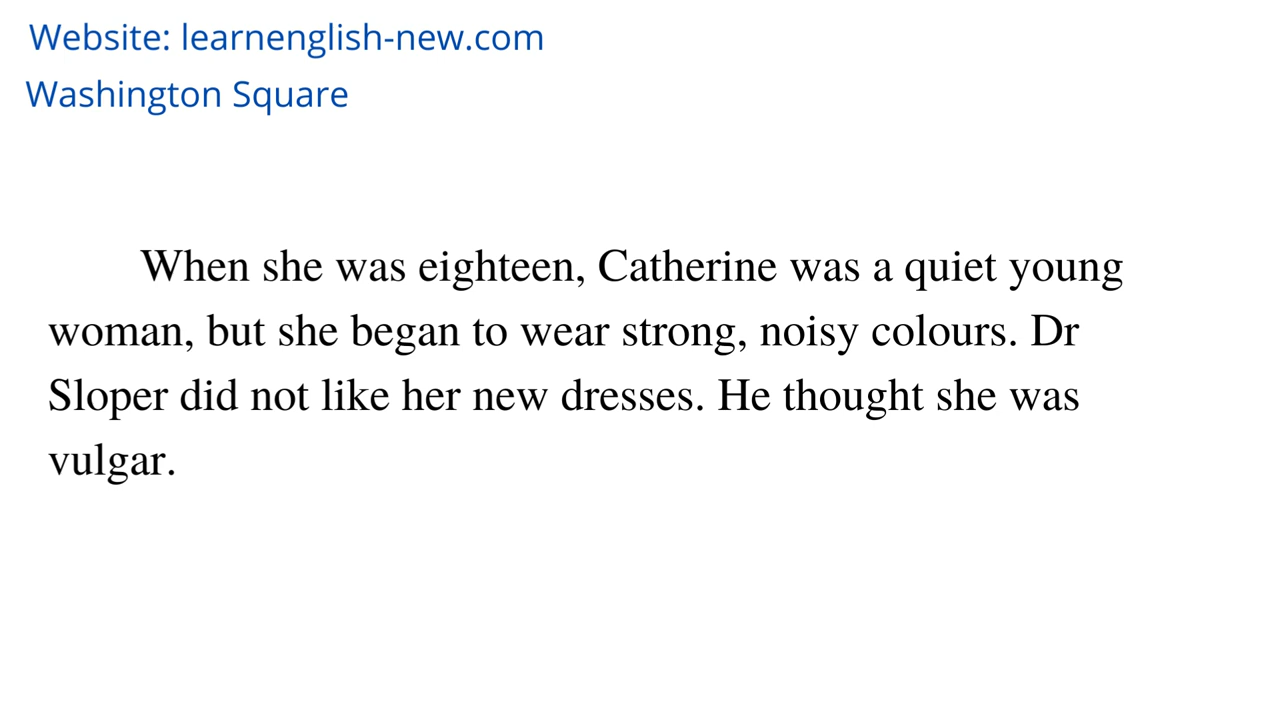 Website: learnenglish-new.com
Washington Square
When she was eighteen, Catherine was a quiet young
woman, but she began to wear strong, noisy colours. Dr
Sloper did not like her new dresses. He thought she was
vulgar.